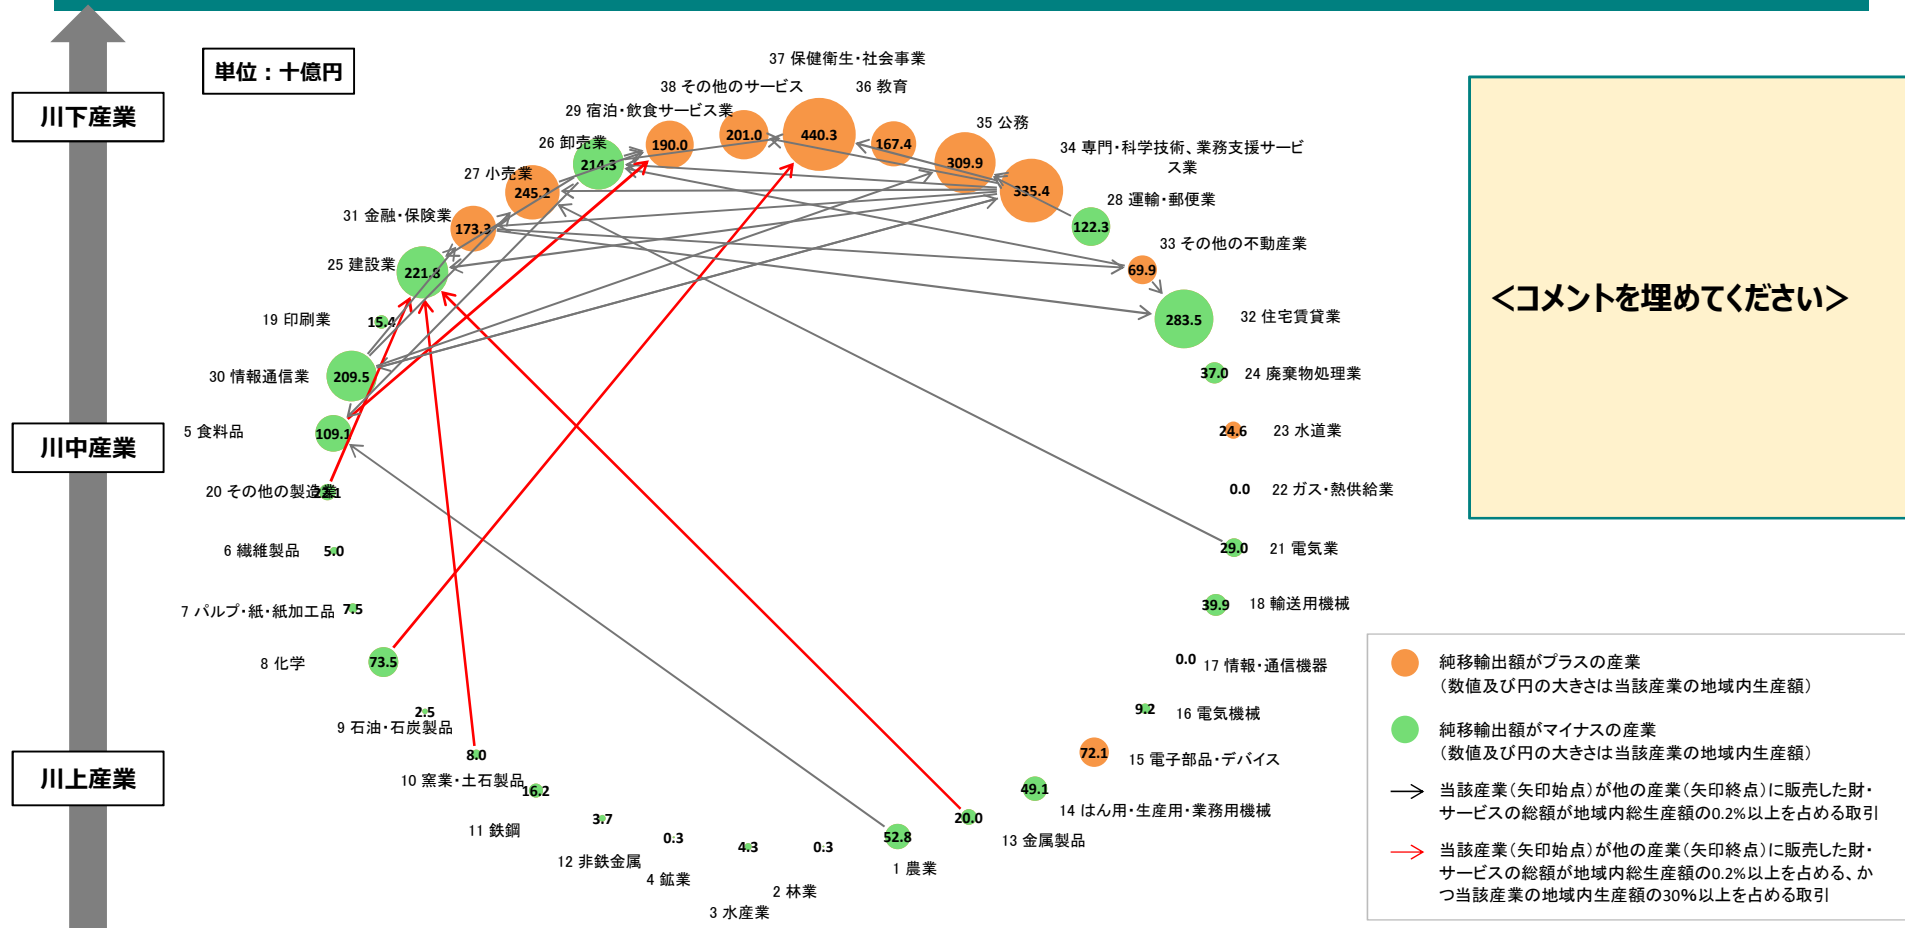 単位：十億円
川下産業
川中産業
川上産業
37 保健衛生・社会事業
440.3
38 その他のサービス
201.0
36 教育
167.4
29 宿泊・飲食サービス業
190.0
35 公務
309.9
26 卸売業
214.3
34 専門・科学技術、業務支援サービ
ス業
335.4
27 小売業
245.2
28 運輸・郵便業
122.3
31 金融・保険業
173.3
33 その他の不動産業
69.9
25 建設業
221.8
32 住宅賃貸業
283.5
19 印刷業
15.4
30 情報通信業
209.5
24 廃棄物処理業
37.0
5 食料品
109.1
23 水道業
24.6
20 その他の製造業
22 ガス・熱供給業
0.0
6 繊維製品
5.0
21 電気業
29.0
7 パルプ・紙・紙加工品
7.5
18 輸送用機械
39.9
8 化学
73.5
17 情報・通信機器
0.0
9 石油・石炭製品
2.5
16 電気機械
9.2
10 窯業・土石製品
8.0
15 電子部品・デバイス
72.1
11 鉄鋼
16.2
14 はん用・生産用・業務用機械
49.1
12 非鉄金属
3.7
13 金属製品
20.0
4 鉱業
0.3
3 水産業
4.3
2 林業
0.3
1 農業
52.8
＜コメントを埋めてください＞
純移輸出額がプラスの産業
（数値及び円の大きさは当該産業の地域内生産額）
純移輸出額がマイナスの産業
（数値及び円の大きさは当該産業の地域内生産額）
当該産業（矢印始点）が他の産業（矢印終点）に販売した財・
サービスの総額が地域内総生産額の0.2%以上を占める取引
当該産業（矢印始点）が他の産業（矢印終点）に販売した財・
サービスの総額が地域内総生産額の0.2%以上を占める、か
つ当該産業の地域内生産額の30%以上を占める取引